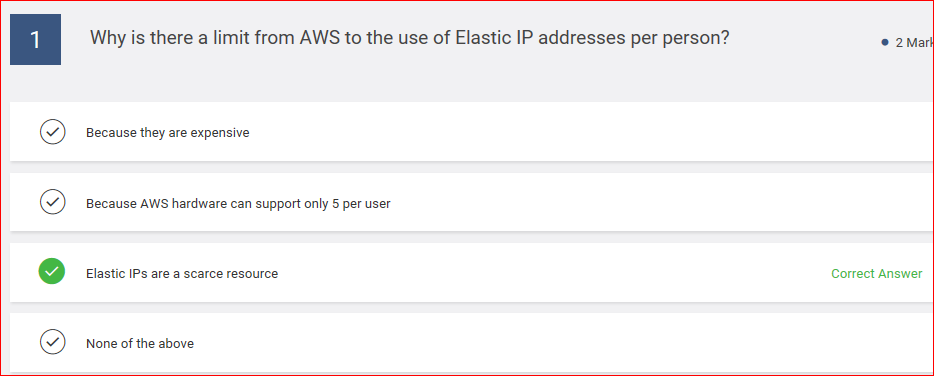 1
Why is there a limit from AWS to the use of Elastic IP addresses per person?
2 Mark
Because they are expensive
Because AWS hardware can support only 5 per user
Elastic IPs are a scarce resource
Correct Answer
None of the above